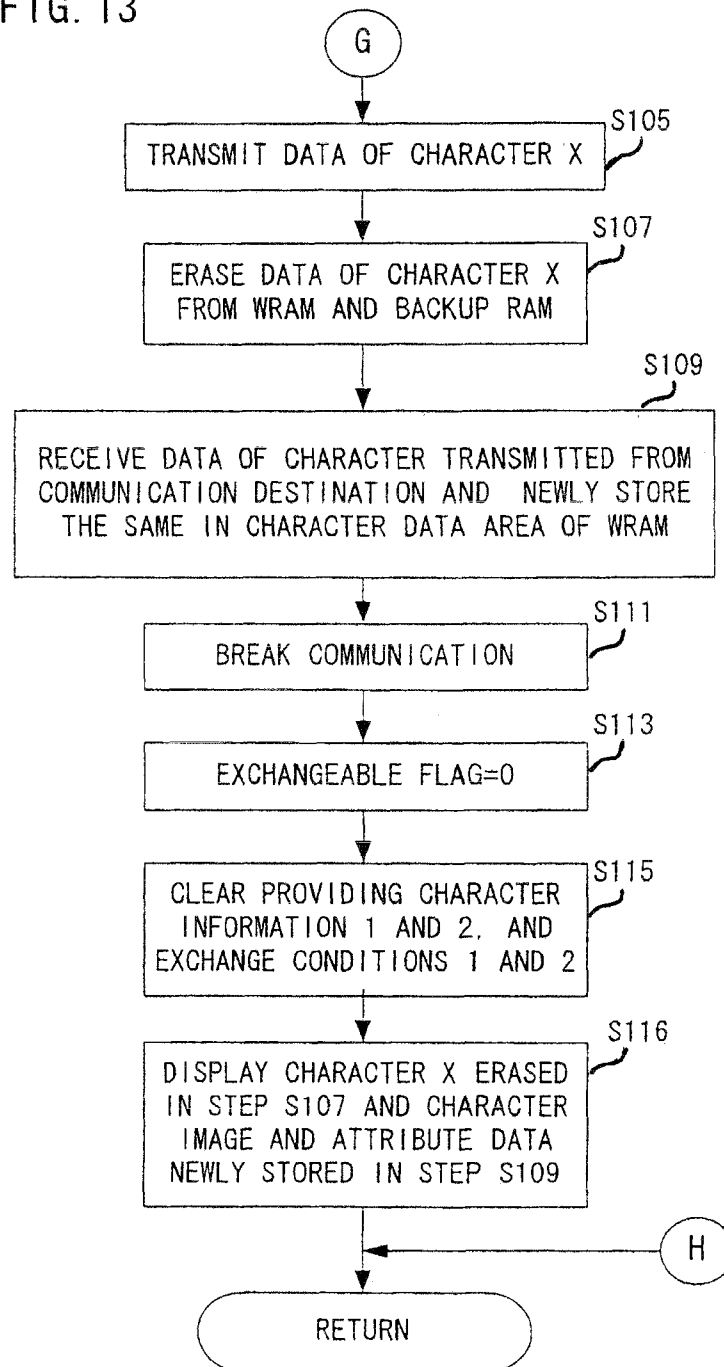 FIG. 13
G
S105
TRANSMIT DATA OF CHARACTER X
S107
ERASE DATA OF CHARACTER X
FROM WRAM AND BACKUP RAM
S109
RECEIVE DATA OF CHARACTER TRANSMITTED FROM
COMMUNICATION DESTINATION AND NEWLY STORE
THE SAME IN CHARACTER DATA AREA OF WRAM
S111
BREAK COMMUNICATION
S113
EXCHANGEABLE FLAG=0
S115
CLEAR PROVIDING CHARACTER
INFORMATION 1 AND 2, AND
EXCHANGE CONDITIONS 1 AND 2
S116
DISPLAY CHARACTER X ERASED
IN STEP S107 AND CHARACTER
IMAGE AND ATTRIBUTE DATA
NEWLY STORED IN STEP S109
H
RETURN